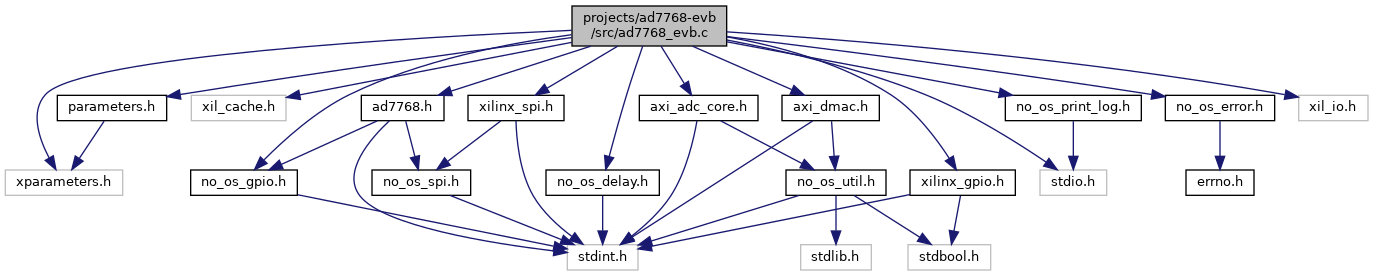 projects/ad7768-evb
/src/ad7768_evb.c
parameters.h
xil_cache.h
ad7768.h
xilinx_spi.h
axi_adc_core.h
axi_dmac.h
no_os_print_log.h
no_os_error.h
xil_io.h
xparameters.h
no_os_gpio.h
no_os_spi.h
no_os_delay.h
no_os_util.h
xilinx_gpio.h
stdio.h
errno.h
stdint.h
stdlib.h
stdbool.h